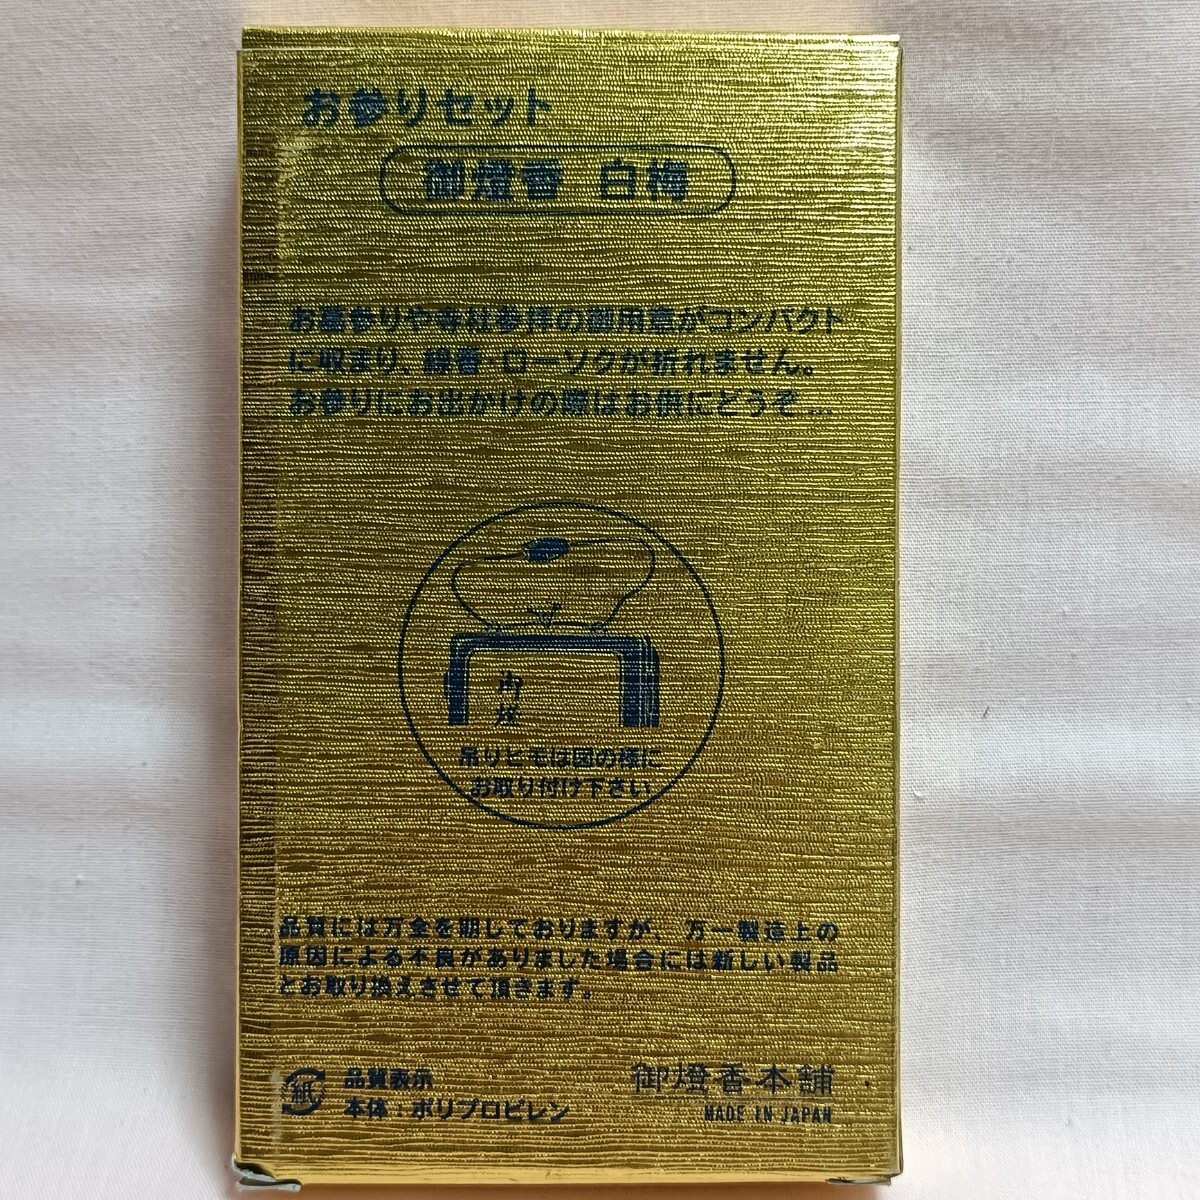 お参りセット
御燈香 白梅
お墓参りや寺社参拝の御用意がコンパクト
に収まり、線香・ローソクが折れません。
お参りにお出かけの際はお供にどうぞ…
御燈
吊りヒモは図の様に
お取り付け下さい
品質には万全を期しておりますが、万一製造上の
原因による不良がありました場合には新しい製品
とお取り換えさせて頂きます。
紙
品質表示
本体：ポリプロピレン
御燈香本舗
MADE IN JAPAN